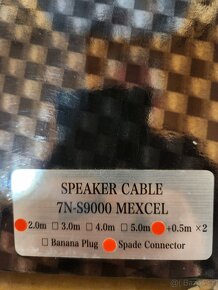 SPEAKER CABLE
7N-S9000 MEXCEL
2.0m □ 3.0m □ 4.0m □ 5.0m +0.5m ×2
□ Banana Plug Spade Connector